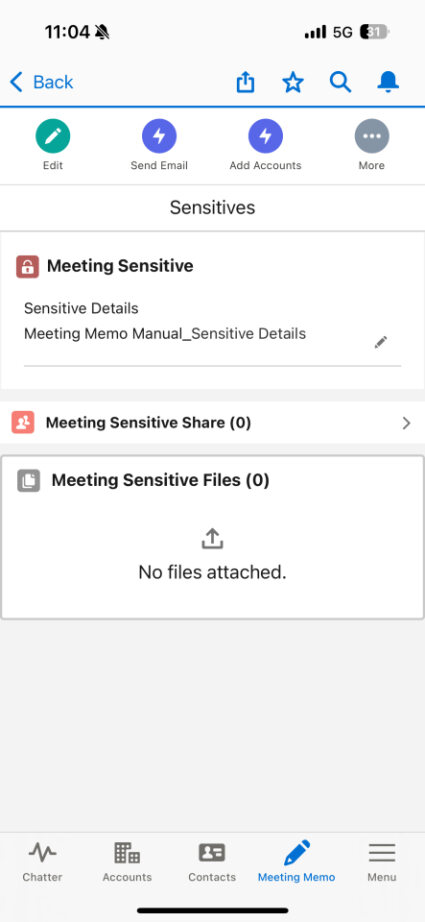 11:04
5G
31
Back
Edit
Send Email
Add Accounts
More
Sensitives
Meeting Sensitive
Sensitive Details
Meeting Memo Manual_Sensitive Details
Meeting Sensitive Share (0)
Meeting Sensitive Files (0)
No files attached.
Chatter
Accounts
Contacts
Meeting Memo
Menu